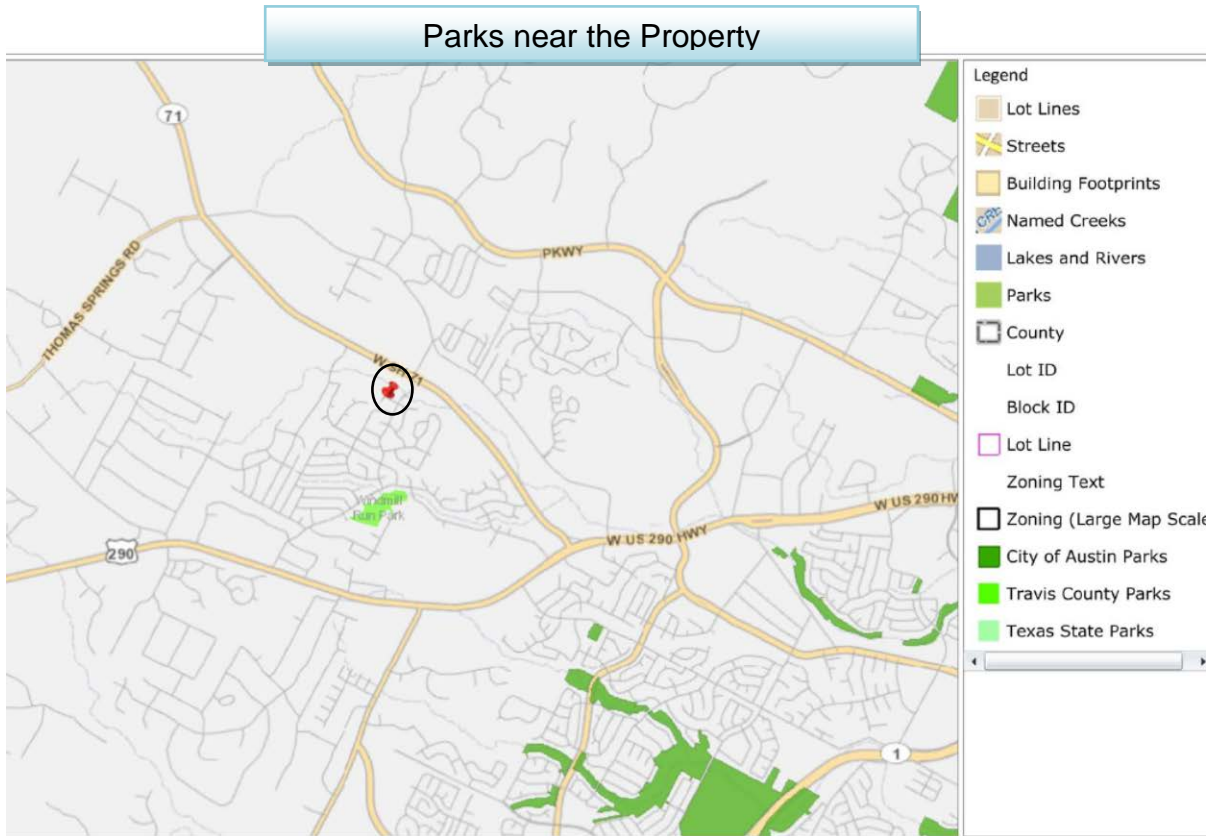 Parks near the Property
71
PKWY
THOMAS SPRINGS RD
W SH 71
Windmill
Run Park
290
W US 290 HWY
W US 290 HW
1
Legend
Lot Lines
Streets
CRE
Building Footprints
Named Creeks
Lakes and Rivers
Parks
County
Lot ID
Block ID
Lot Line
Zoning Text
Zoning (Large Map Scale
City of Austin Parks
Travis County Parks
Texas State Parks